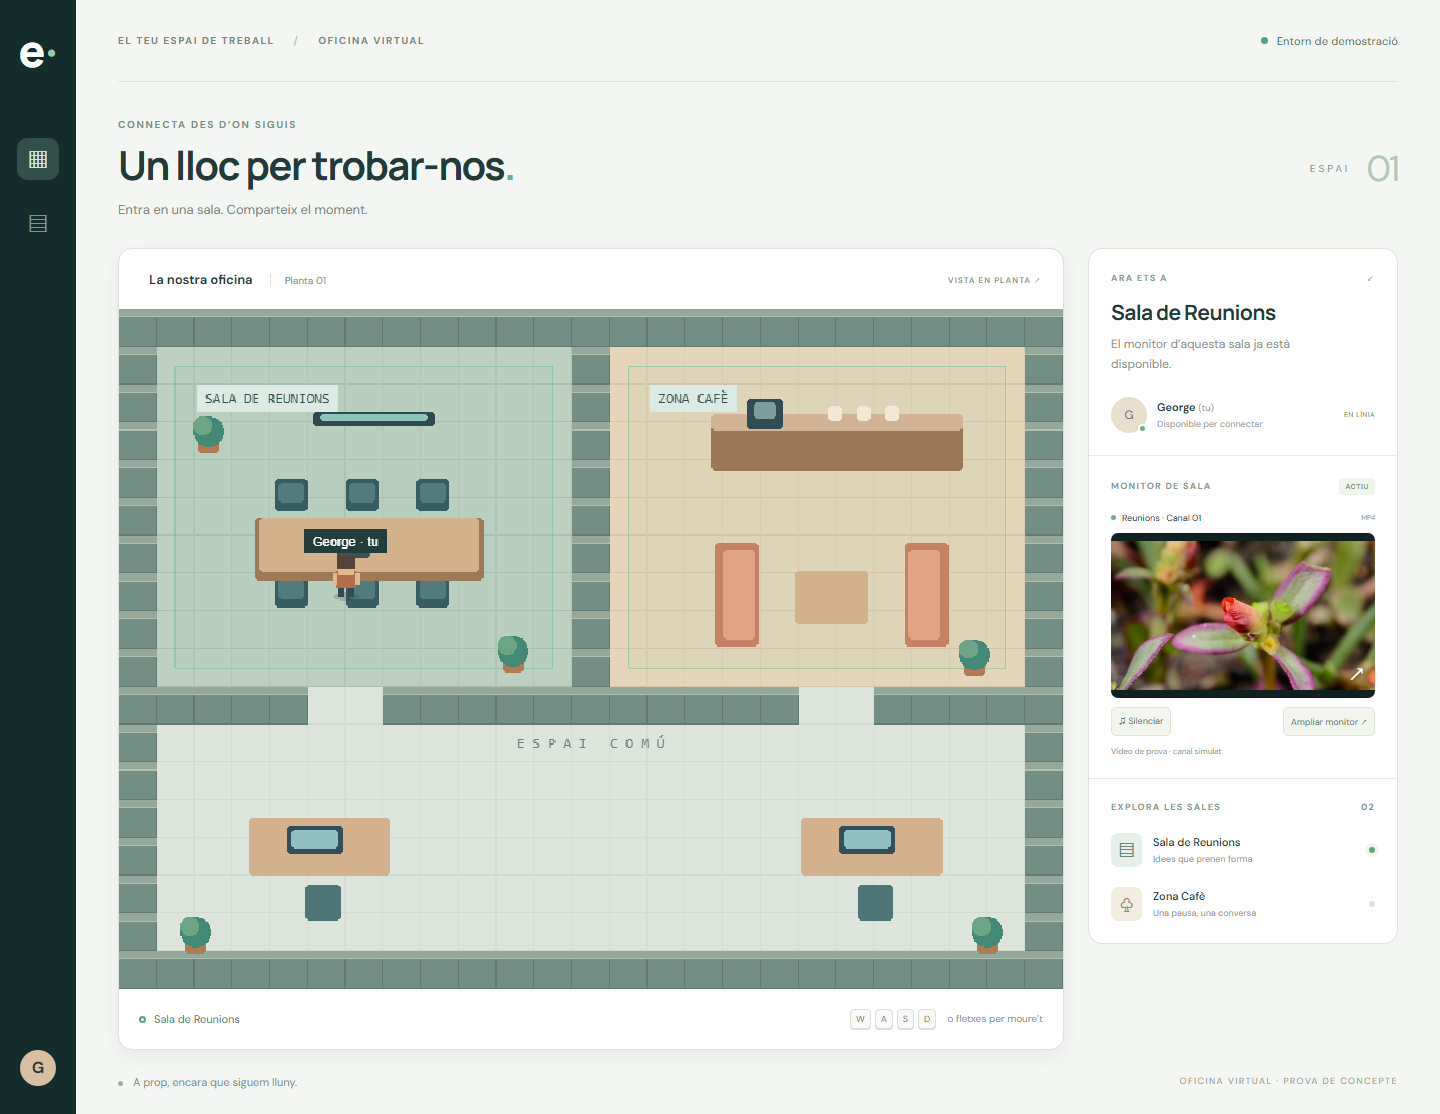 e
EL TEU ESPAI DE TREBALL / OFICINA VIRTUAL
Entorn de demostració
CONNECTA DES D'ON SIGUIS
Un lloc per trobar-nos.
ESPAI 01
Entra en una sala. Comparteix el moment.
La nostra oficina
Planta 01
VISTA EN PLANTA ↗
SALA DE REUNIONS
ZONA CAFÈ
George · tu
ESPAI COMÚ
Sala de Reunions
W A S D o fletxes per moure't
ARA ETS A
Sala de Reunions
El monitor d'aquesta sala ja està
disponible.
G
George (tu)
Disponible per connectar
EN LÍNIA
MONITOR DE SALA
ACTIU
Reunions · Canal 01
MP4
♫ Silenciar
Ampliar monitor ↗
Vídeo de prova · canal simulat
EXPLORA LES SALES
02
Sala de Reunions
Idees que prenen forma
Zona Cafè
Una pausa, una conversa
G
A prop, encara que siguem lluny.
OFICINA VIRTUAL · PROVA DE CONCEPTE